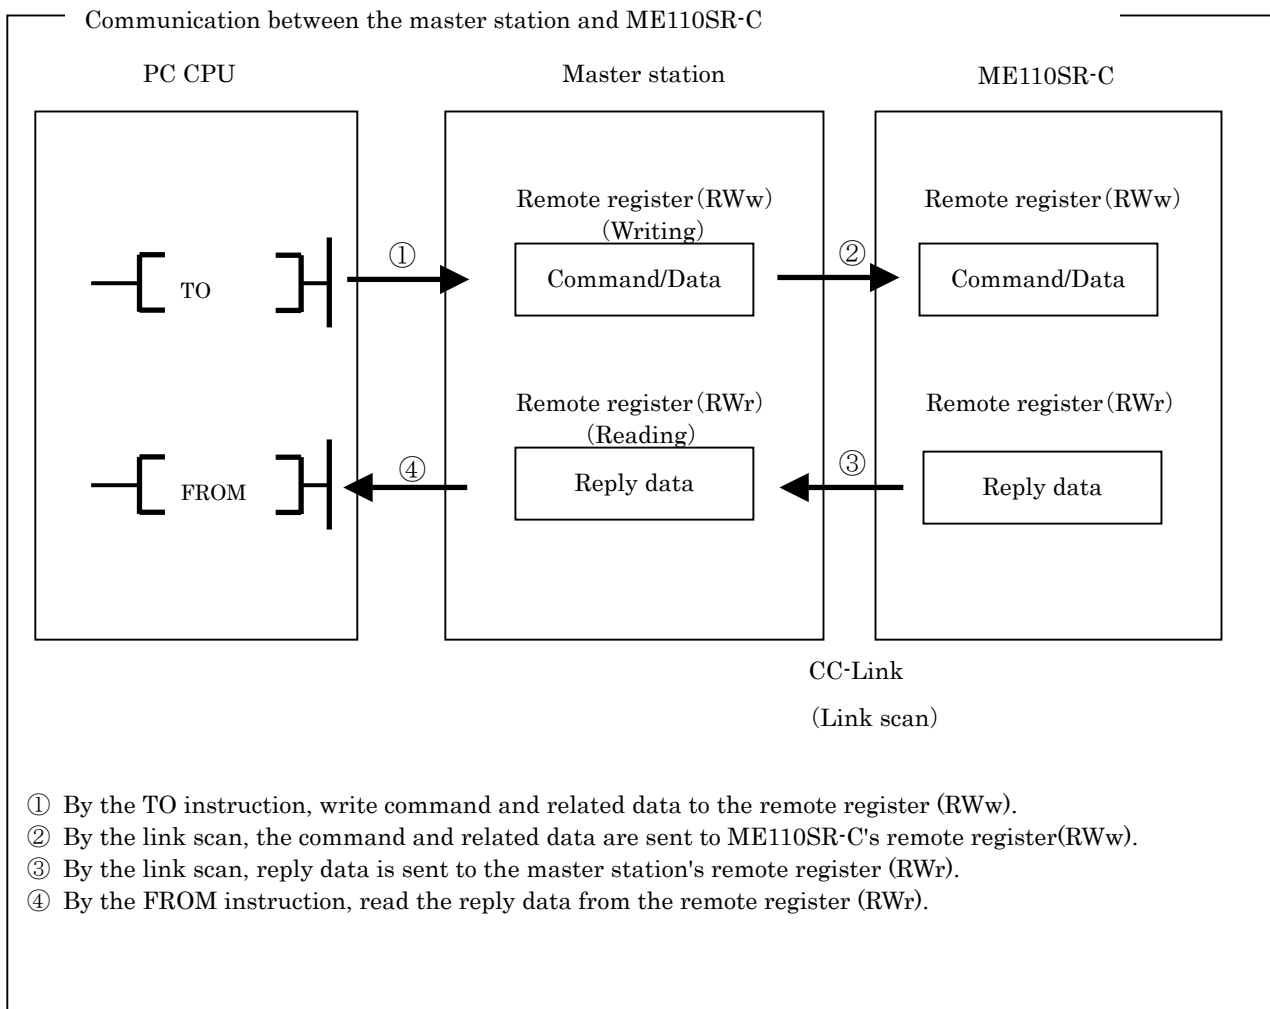 Communication between the master station and ME110SR-C
PC CPU
Master station
ME110SR-C
Remote register(RWw)
(Writing)
Remote register(RWw)
①
②
TO
Command/Data
Command/Data
Remote register(RWr)
(Reading)
Remote register(RWr)
④
③
FROM
Reply data
Reply data
CC-Link
(Link scan)
① By the TO instruction, write command and related data to the remote register (RWw).
② By the link scan, the command and related data are sent to ME110SR-C's remote register(RWw).
③ By the link scan, reply data is sent to the master station's remote register (RWr).
④ By the FROM instruction, read the reply data from the remote register (RWr).